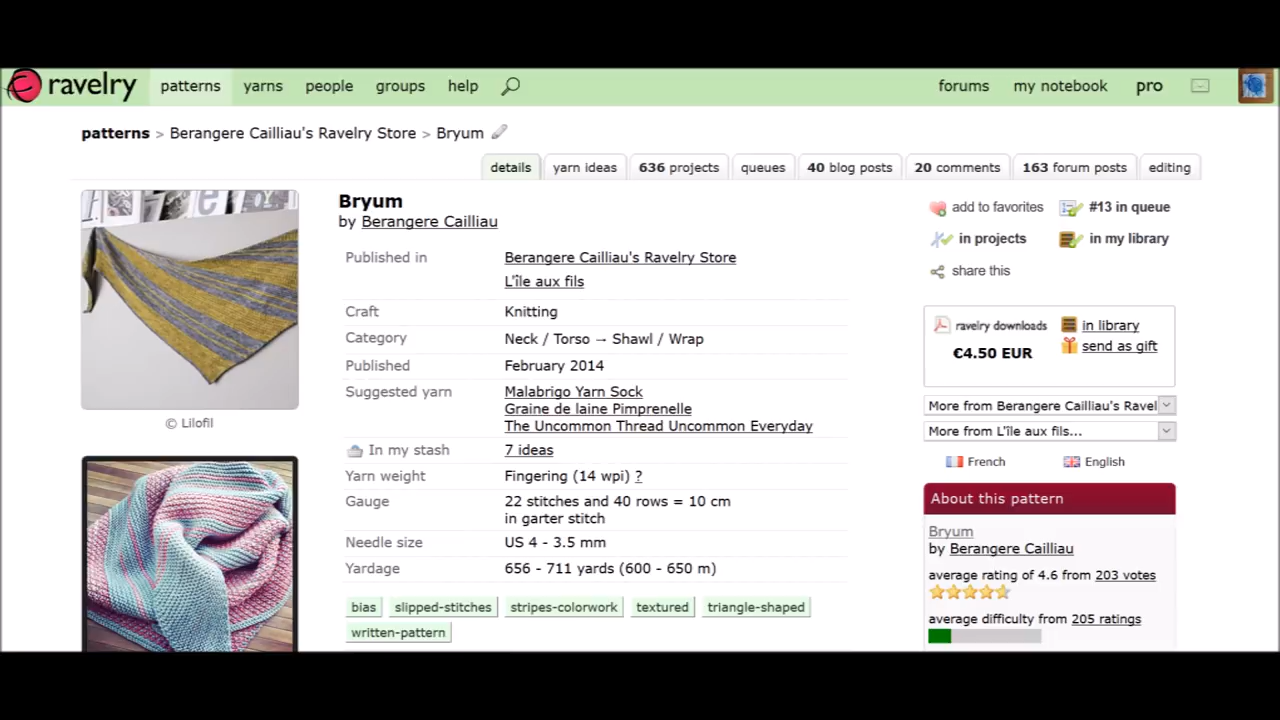 ravelry patterns yarns people groups help forums my notebook pro
patterns > Berangere Cailliau's Ravelry Store > Bryum
details yarn ideas 636 projects queues 40 blog posts 20 comments 163 forum posts editing
© Lilofil
Bryum
by Berangere Cailliau
Published in Berangere Cailliau's Ravelry Store
L'île aux fils
Craft Knitting
Category Neck / Torso → Shawl / Wrap
Published February 2014
Suggested yarn Malabrigo Yarn Sock
Graine de laine Pimprenelle
The Uncommon Thread Uncommon Everyday
In my stash 7 ideas
Yarn weight Fingering (14 wpi) ?
Gauge 22 stitches and 40 rows = 10 cm
in garter stitch
Needle size US 4 - 3.5 mm
Yardage 656 - 711 yards (600 - 650 m)
bias slipped-stitches stripes-colorwork textured triangle-shaped
written-pattern
add to favorites #13 in queue
in projects in my library
share this
ravelry downloads in library
€4.50 EUR send as gift
More from Berangere Cailliau's Ravel
More from L'île aux fils...
French English
About this pattern
Bryum
by Berangere Cailliau
average rating of 4.6 from 203 votes
average difficulty from 205 ratings